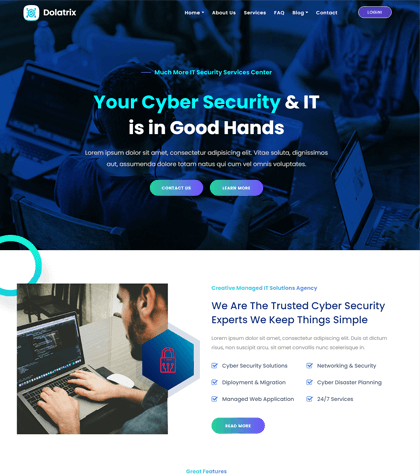 Dolatrix
Home About Us Services FAQ Blog Contact LOGIN
Much More IT Security Services Center
Your Cyber Security & IT
is in Good Hands
Lorem ipsum dolor sit amet, consectetur adipisicing elit. Vitae soluta, dignissimos
aut, assumenda dolore totam natus qui cum vel omnis voluptates.
CONTACT US LEARN MORE
Creative Managed IT Solutions Agency
We Are The Trusted Cyber Security
Experts We Keep Things Simple
Lorem ipsum dolor sit amet, consectetur adipiscing elit. Duis at dictum
risus, non suscipit arcu. sit amet convallis nunc scelerisque in.
Cyber Security Solutions Networking & Security
Diployment & Migration Cyber Disaster Planning
Managed Web Application 24/7 Services
READ MORE
Great Features